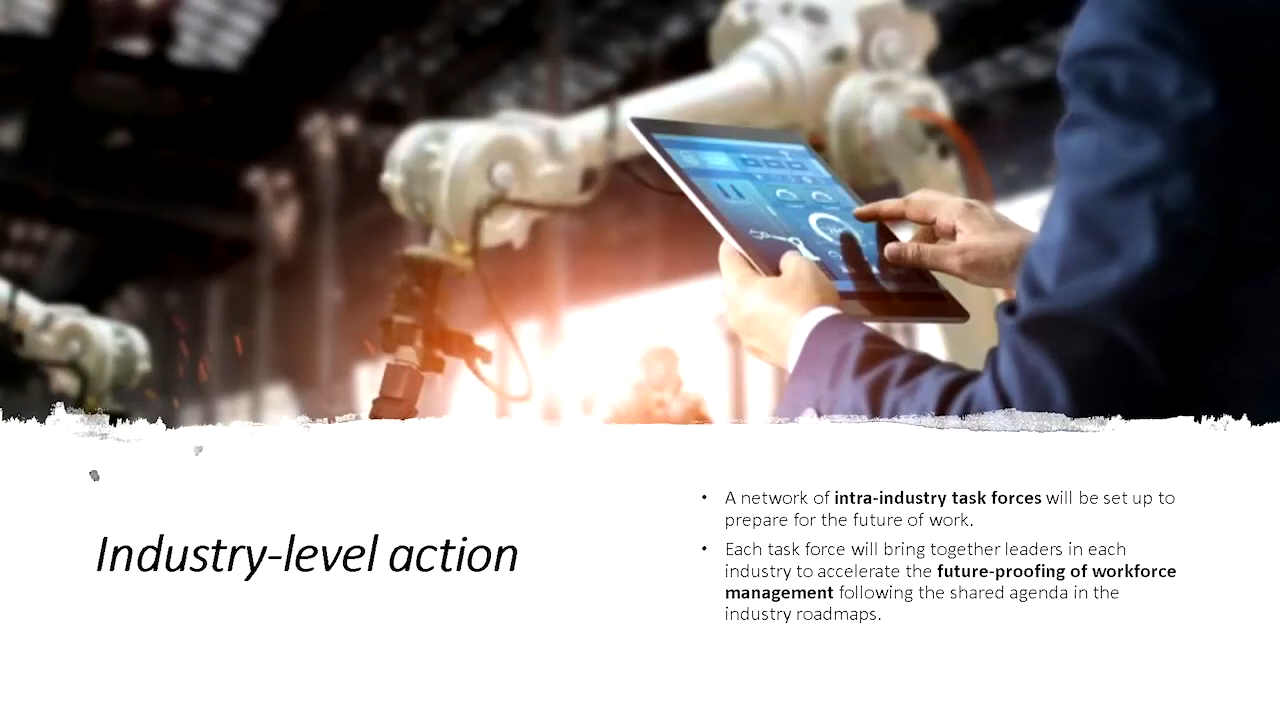 Industry-level action
• A network of intra-industry task forces will be set up to
prepare for the future of work.
• Each task force will bring together leaders in each
industry to accelerate the future-proofing of workforce
management following the shared agenda in the
industry roadmaps.